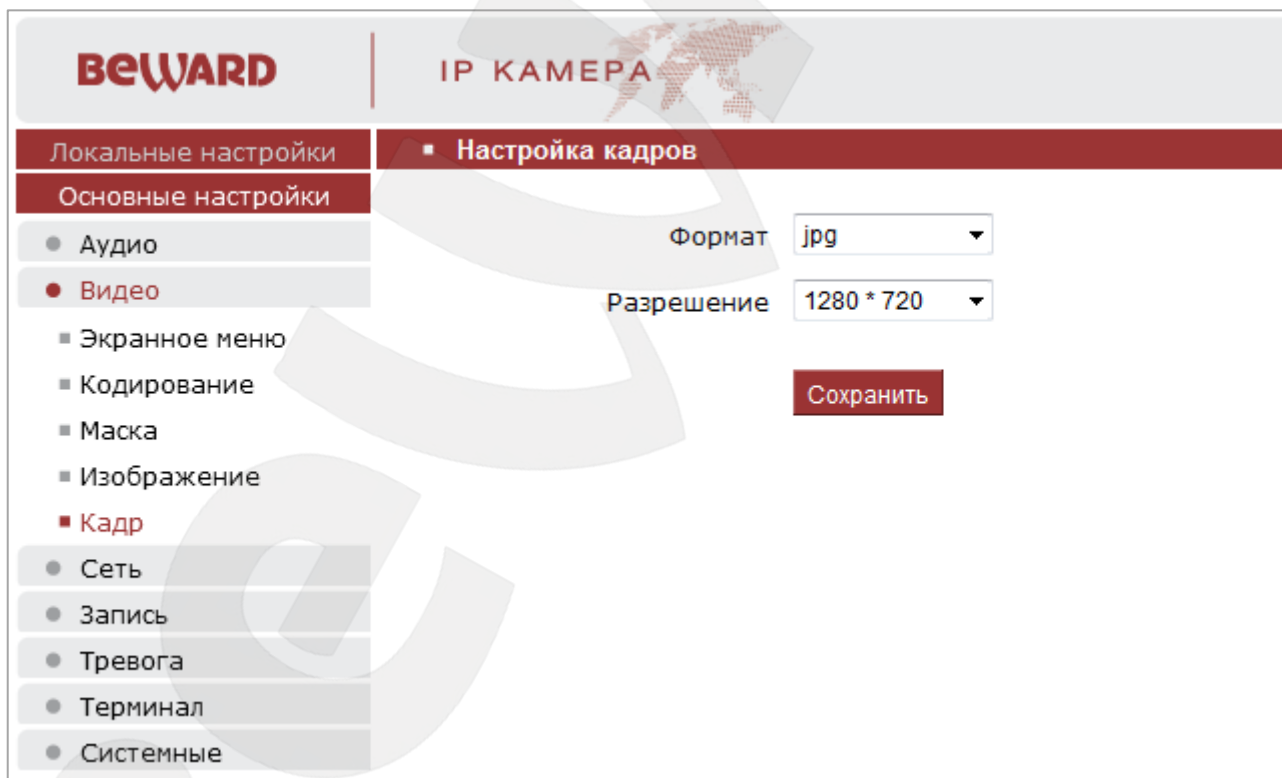 BEWARD
IP КАМЕРА
Локальные настройки
Настройка кадров
Основные настройки
Аудио
Видео
Экранное меню
Кодирование
Маска
Изображение
Кадр
Сеть
Запись
Тревога
Терминал
Системные
Формат jpg
Разрешение 1280 * 720
Сохранить